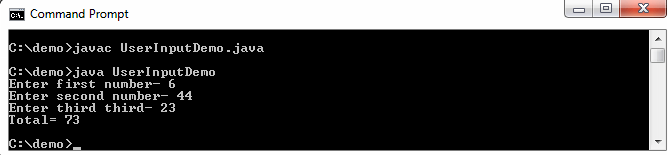 Command Prompt
C:\demo>javac UserInputDemo.java
C:\demo>java UserInputDemo
Enter first number- 6
Enter second number- 44
Enter third third- 23
Total= 73
C:\demo>_